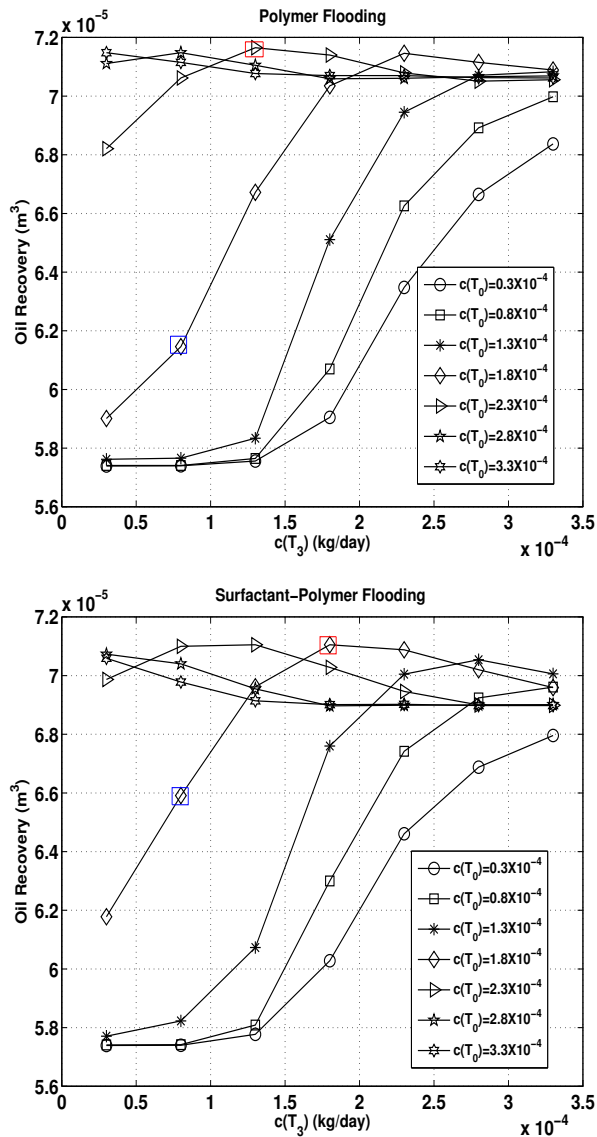 Polymer Flooding
x 10⁻⁵
7.2
7
6.8
6.6
6.4
6.2
6
5.8
5.6
Oil Recovery (m³)
c(T₀)=0.3X10⁻⁴
c(T₀)=0.8X10⁻⁴
c(T₀)=1.3X10⁻⁴
c(T₀)=1.8X10⁻⁴
c(T₀)=2.3X10⁻⁴
c(T₀)=2.8X10⁻⁴
c(T₀)=3.3X10⁻⁴
0 0.5 1 1.5 2 2.5 3 3.5
c(T₃) (kg/day)
x 10⁻⁴
Surfactant−Polymer Flooding
x 10⁻⁵
7.2
7
6.8
6.6
6.4
6.2
6
5.8
5.6
Oil Recovery (m³)
c(T₀)=0.3X10⁻⁴
c(T₀)=0.8X10⁻⁴
c(T₀)=1.3X10⁻⁴
c(T₀)=1.8X10⁻⁴
c(T₀)=2.3X10⁻⁴
c(T₀)=2.8X10⁻⁴
c(T₀)=3.3X10⁻⁴
0 0.5 1 1.5 2 2.5 3 3.5
c(T₃) (kg/day)
x 10⁻⁴